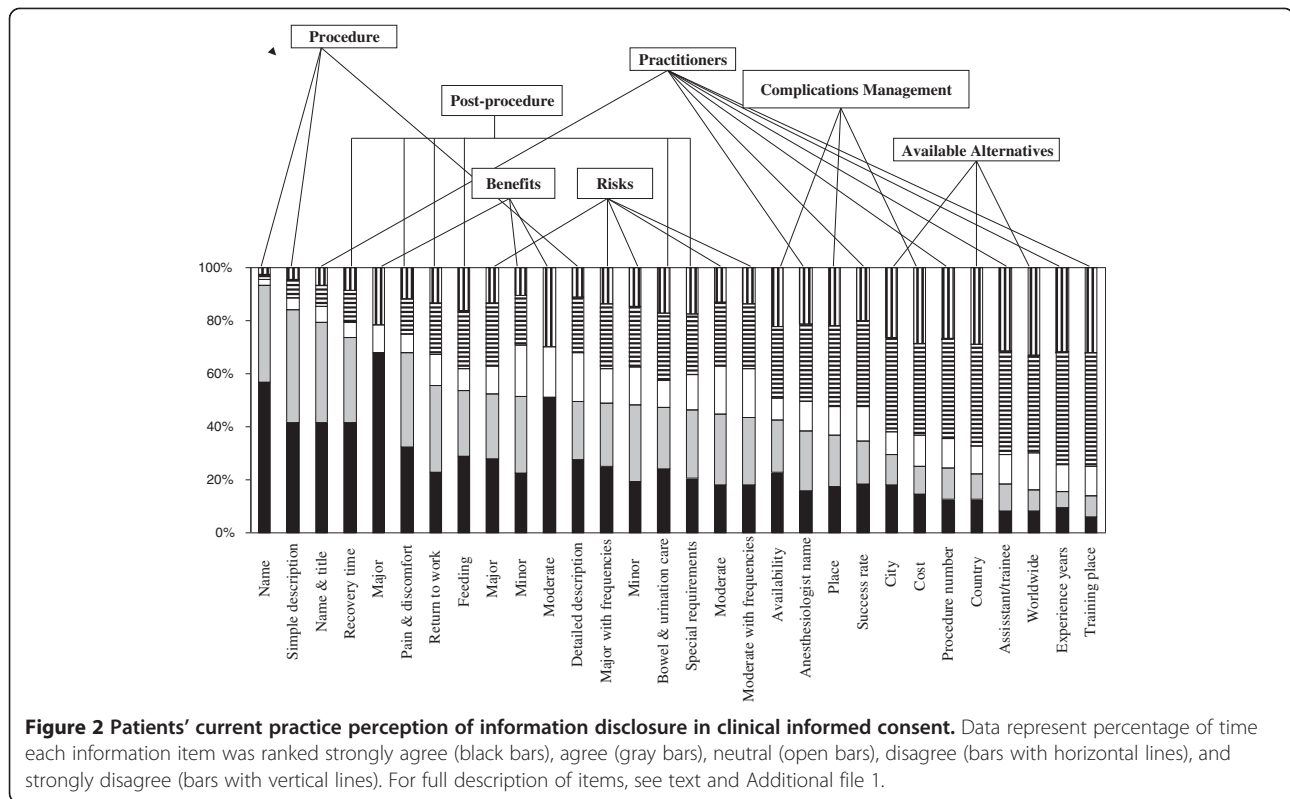 Procedure
Practitioners
Complications Management
Post-procedure
Available Alternatives
Benefits
Risks
100%
80%
60%
40%
20%
0%
Name
Simple description
Name & title
Recovery time
Major
Pain & discomfort
Return to work
Feeding
Major
Minor
Moderate
Detailed description
Major with frequencies
Minor
Bowel & urination care
Special requirements
Moderate
Moderate with frequencies
Availability
Anesthesiologist name
Place
Success rate
City
Cost
Procedure number
Country
Assisstant/trainee
Worldwide
Experience years
Training place
Figure 2 Patients' current practice perception of information disclosure in clinical informed consent. Data represent percentage of time
each information item was ranked strongly agree (black bars), agree (gray bars), neutral (open bars), disagree (bars with horizontal lines), and
strongly disagree (bars with vertical lines). For full description of items, see text and Additional file 1.